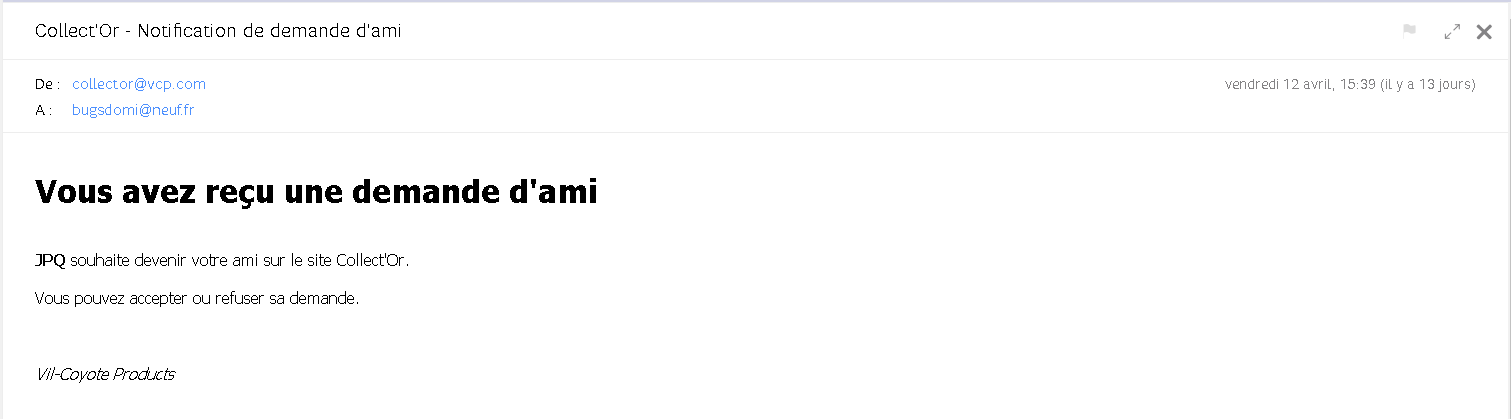 Collect'Or - Notification de demande d'ami
De : collector@vcp.com
vendredi 12 avril, 15:39 (il y a 13 jours)
A : bugsdomi@neuf.fr
Vous avez reçu une demande d'ami
JPQ souhaite devenir votre ami sur le site Collect'Or.
Vous pouvez accepter ou refuser sa demande.
Vil-Coyote Products